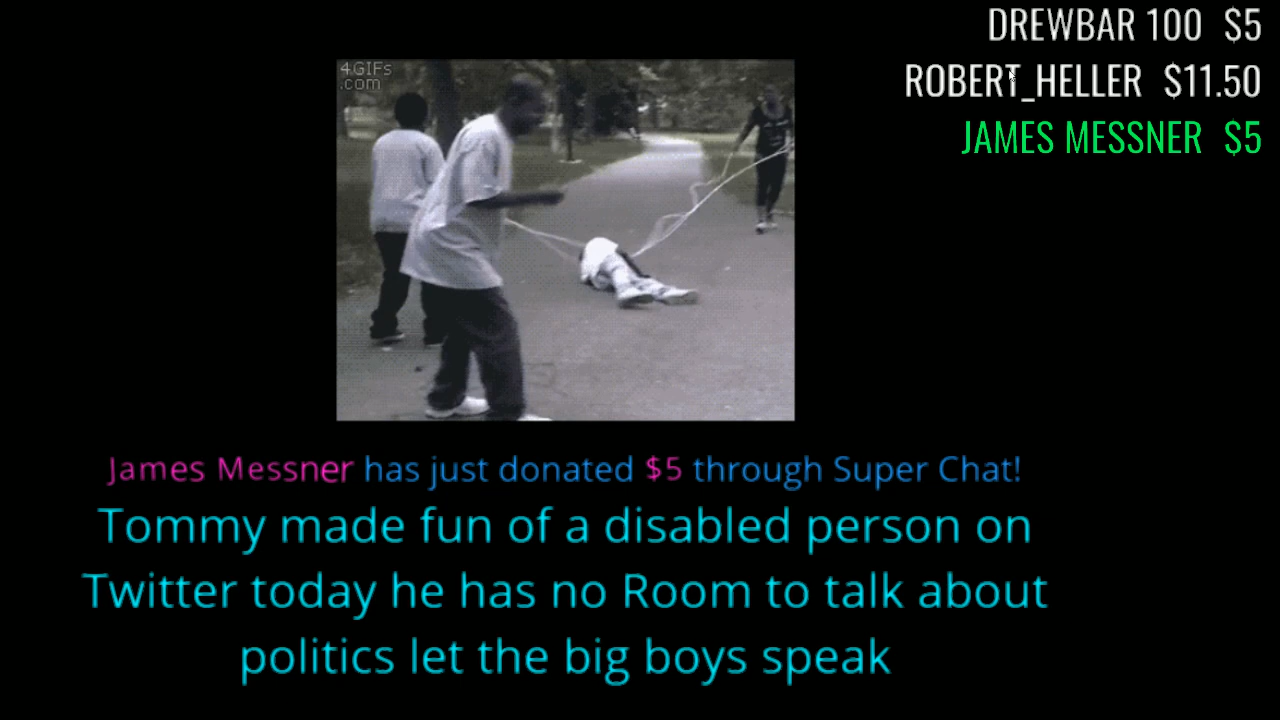 DREWBAR 100 $5
ROBERT_HELLER $11.50
JAMES MESSNER $5
4GIFs
.com
James Messner has just donated $5 through Super Chat!
Tommy made fun of a disabled person on
Twitter today he has no Room to talk about
politics let the big boys speak